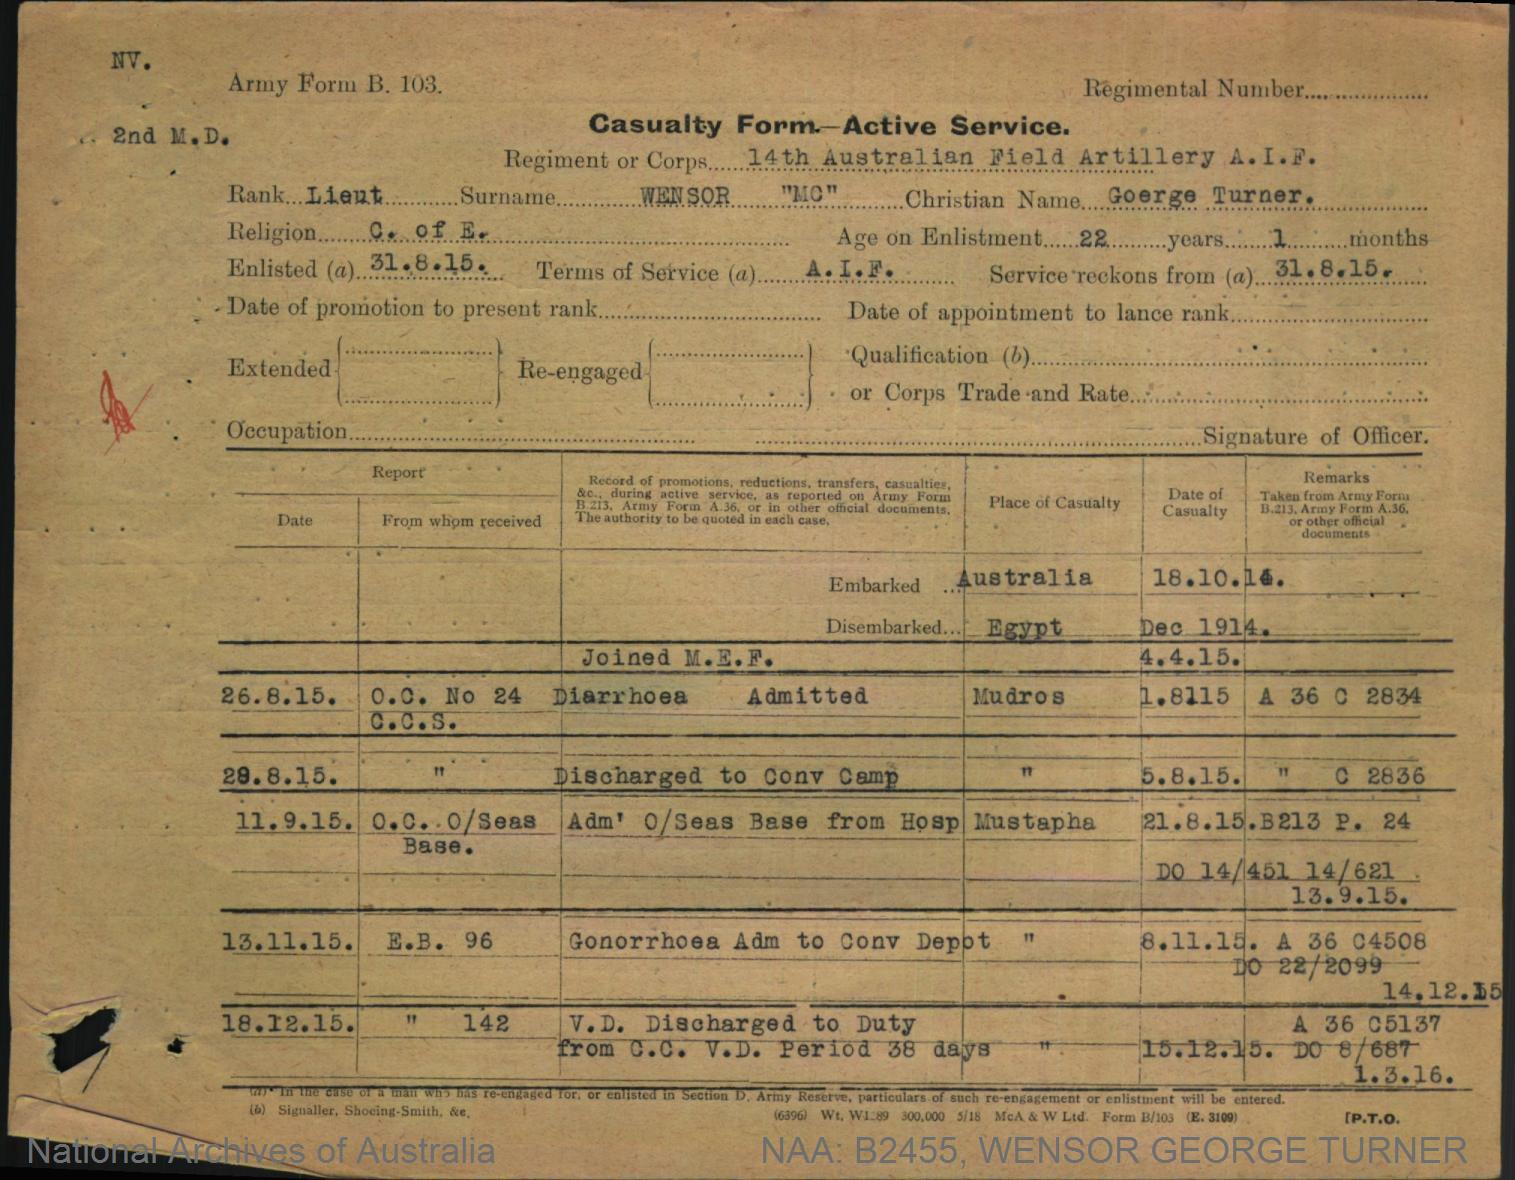 NV.
Army Form B. 103.
Regimental Number
2nd M.D.
Casualty Form—Active Service.
Regiment or Corps 14th Australian Field Artillery A.I.F.
Rank Lieut Surname WENSOR "MC" Christian Name Goerge Turner.
Religion C. of E. Age on Enlistment 22 years 1 months
Enlisted (a) 31.8.15. Terms of Service (a) A.I.F. Service reckons from (a) 31.8.15.
Date of promotion to present rank Date of appointment to lance rank
Extended Re-engaged Qualification (b)
or Corps Trade and Rate
Occupation Signature of Officer.
Report
Date
From whom received
Record of promotions, reductions, transfers, casualties,
&c., during active service, as reported on Army Form
B.213, Army Form A.36, or in other official documents.
The authority to be quoted in each case.
Place of Casualty
Date of
Casualty
Remarks
Taken from Army Form
B.213, Army Form A.36,
or other official
documents
Embarked ... Australia 18.10.14.
Disembarked... Egypt Dec 1914.
Joined M.E.F. 4.4.15.
26.8.15. O.C. No 24 Diarrhoea Admitted Mudros 1.8115 A 36 C 2834
C.C.S.
28.8.15. " Discharged to Conv Camp " 5.8.15. " C 2836
11.9.15. O.C. O/Seas Adm' O/Seas Base from Hosp Mustapha 21.8.15. B213 P. 24
Base.
DO 14/451 14/621
13.9.15.
13.11.15. E.B. 96 Gonorrhoea Adm to Conv Depot " 8.11.15. A 36 C4508
DO 22/2099
14.12.15
18.12.15. " 142 V.D. Discharged to Duty A 36 C5137
from C.C. V.D. Period 38 days " 15.12.15. DO 8/687
1.3.16.
(a) In the case of a man who has re-engaged for, or enlisted in Section D, Army Reserve, particulars of such re-engagement or enlistment will be entered.
(b) Signaller, Shoeing-Smith, &c.
(6396) Wt. W1_89 300,000 5/18 McA & W Ltd. Form B/103 (E. 3109)
[P.T.O.
National Archives of Australia
NAA: B2455, WENSOR GEORGE TURNER